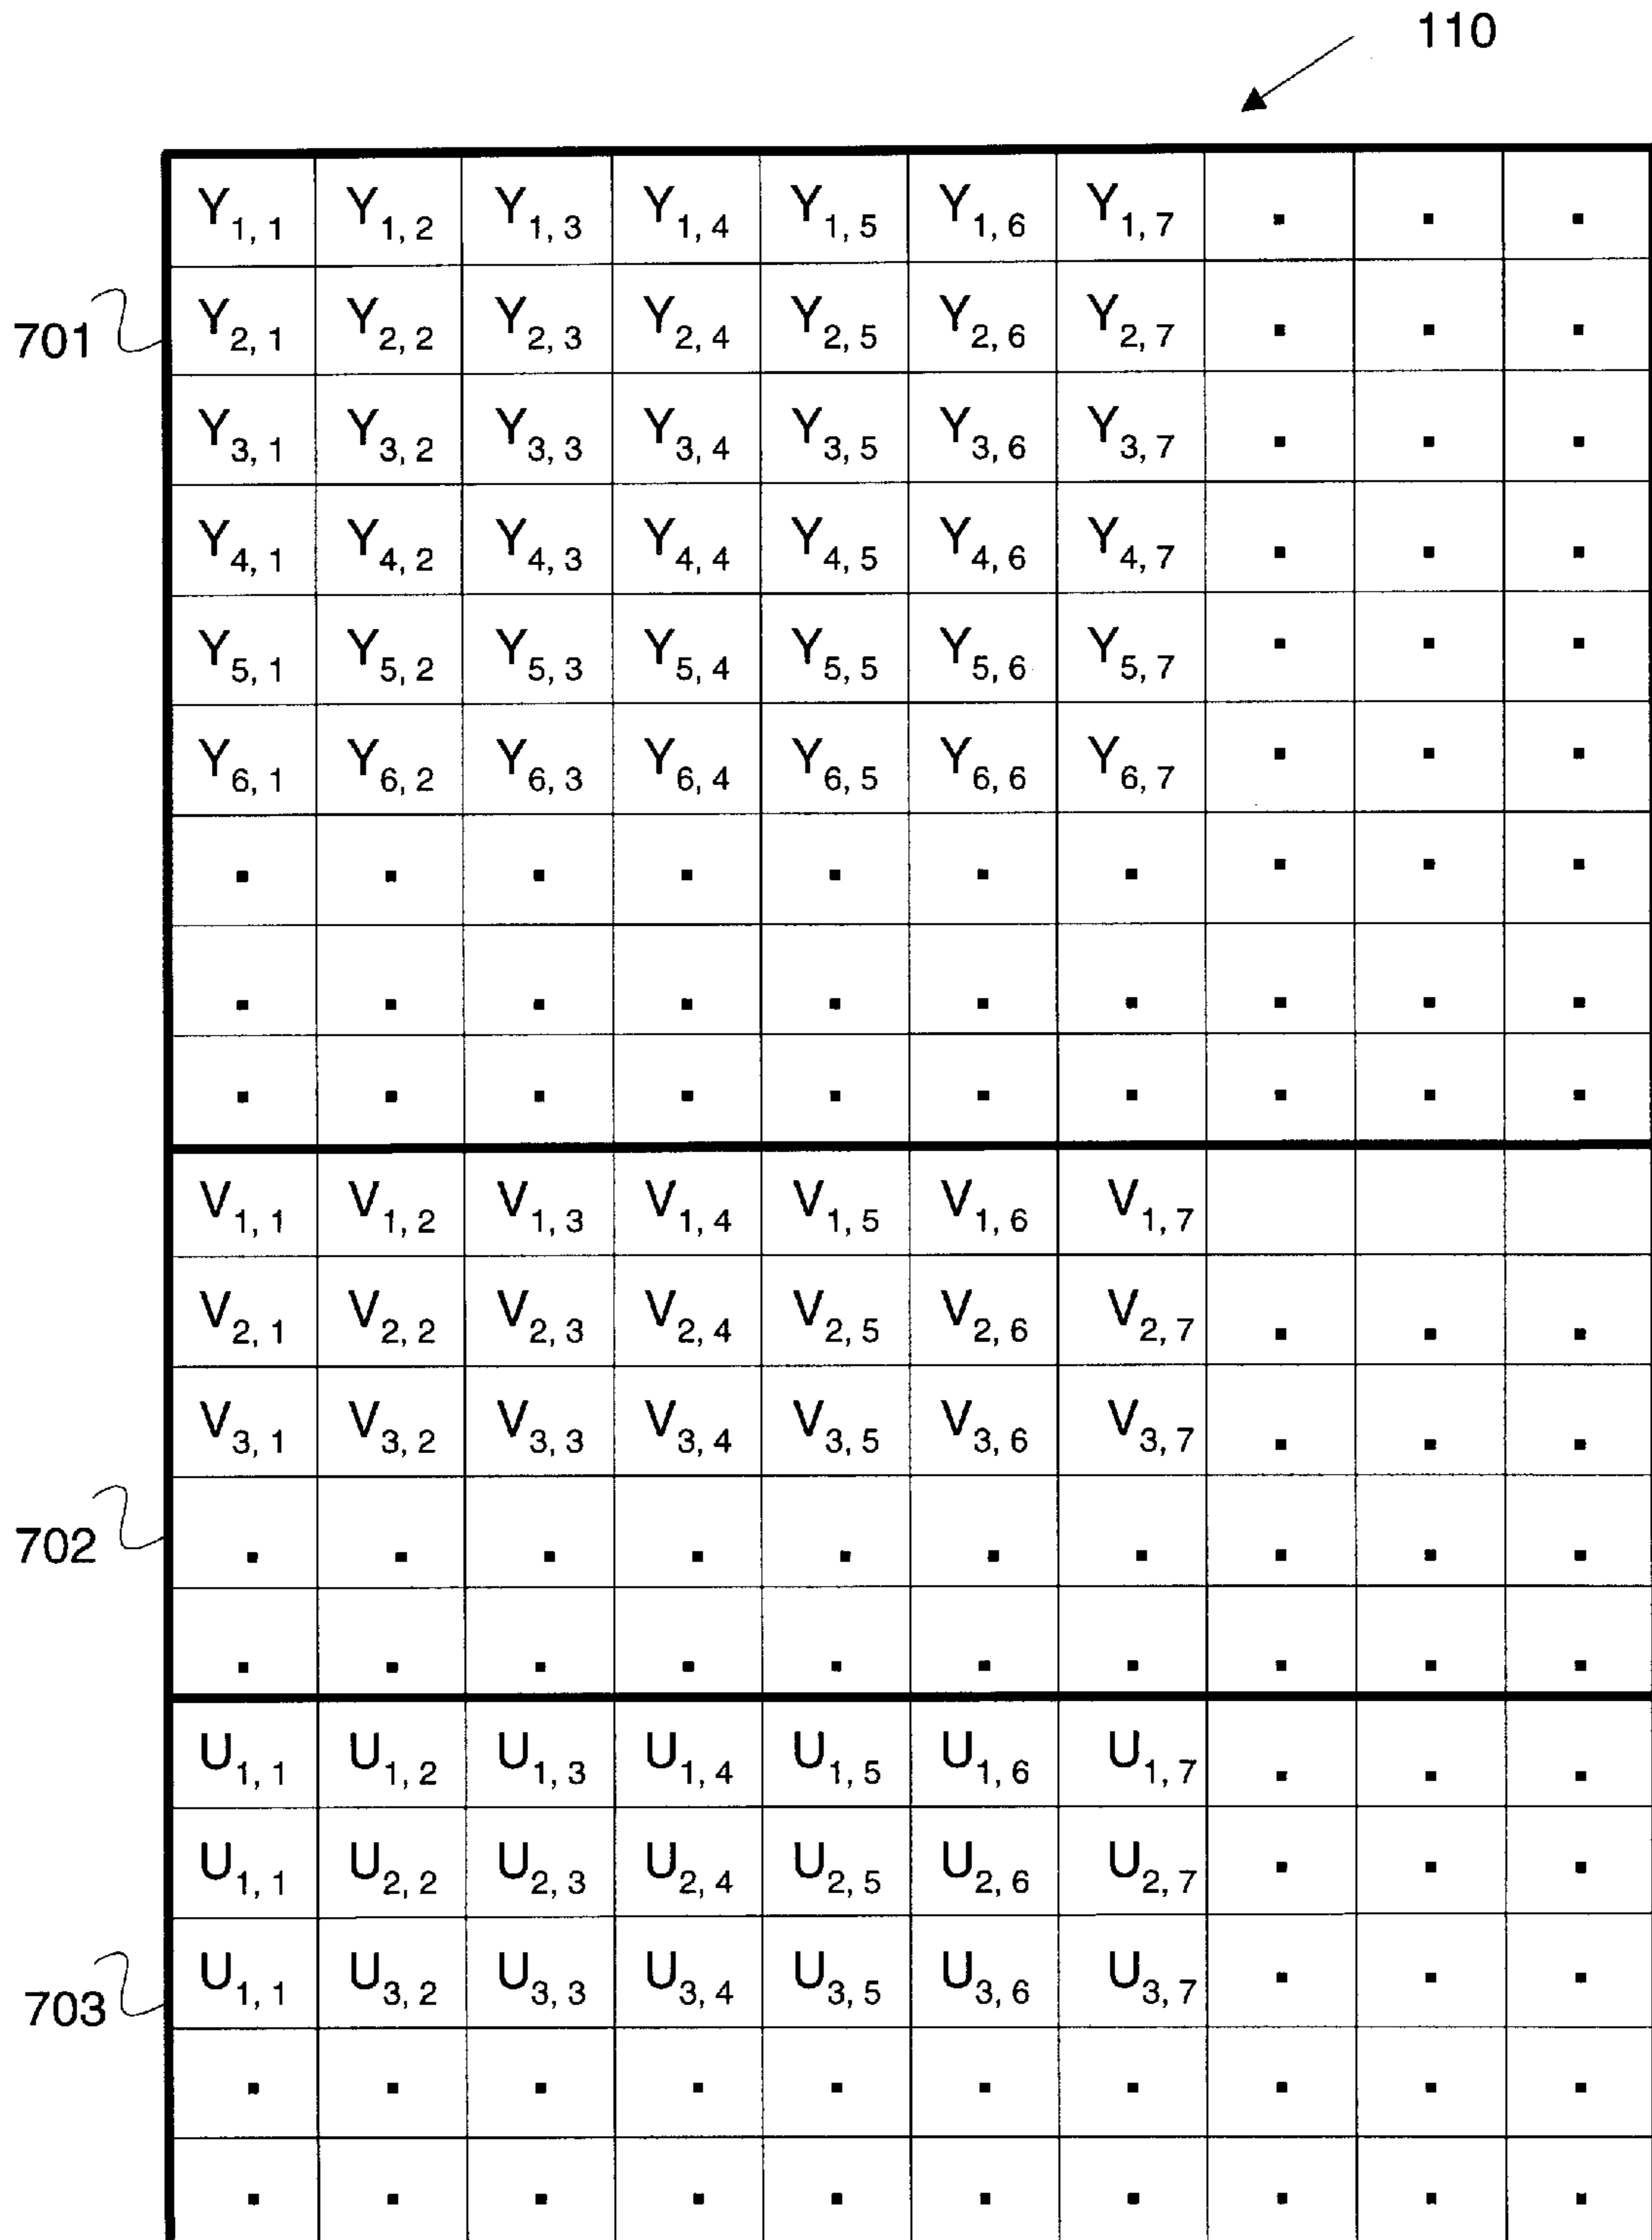 110
Y1, 1 Y1, 2 Y1, 3 Y1, 4 Y1, 5 Y1, 6 Y1, 7 . . .
701
Y2, 1 Y2, 2 Y2, 3 Y2, 4 Y2, 5 Y2, 6 Y2, 7 . . .
Y3, 1 Y3, 2 Y3, 3 Y3, 4 Y3, 5 Y3, 6 Y3, 7 . . .
Y4, 1 Y4, 2 Y4, 3 Y4, 4 Y4, 5 Y4, 6 Y4, 7 . . .
Y5, 1 Y5, 2 Y5, 3 Y5, 4 Y5, 5 Y5, 6 Y5, 7 . . .
Y6, 1 Y6, 2 Y6, 3 Y6, 4 Y6, 5 Y6, 6 Y6, 7 . . .
. . . . . . . . . .
. . . . . . . . . .
. . . . . . . . . .
V1, 1 V1, 2 V1, 3 V1, 4 V1, 5 V1, 6 V1, 7
V2, 1 V2, 2 V2, 3 V2, 4 V2, 5 V2, 6 V2, 7 . . .
V3, 1 V3, 2 V3, 3 V3, 4 V3, 5 V3, 6 V3, 7 . . .
702
. . . . . . . . . .
. . . . . . . . . .
U1, 1 U1, 2 U1, 3 U1, 4 U1, 5 U1, 6 U1, 7 . . .
U1, 1 U2, 2 U2, 3 U2, 4 U2, 5 U2, 6 U2, 7 . . .
U1, 1 U3, 2 U3, 3 U3, 4 U3, 5 U3, 6 U3, 7 . . .
703
. . . . . . . . . .
. . . . . . . . . .